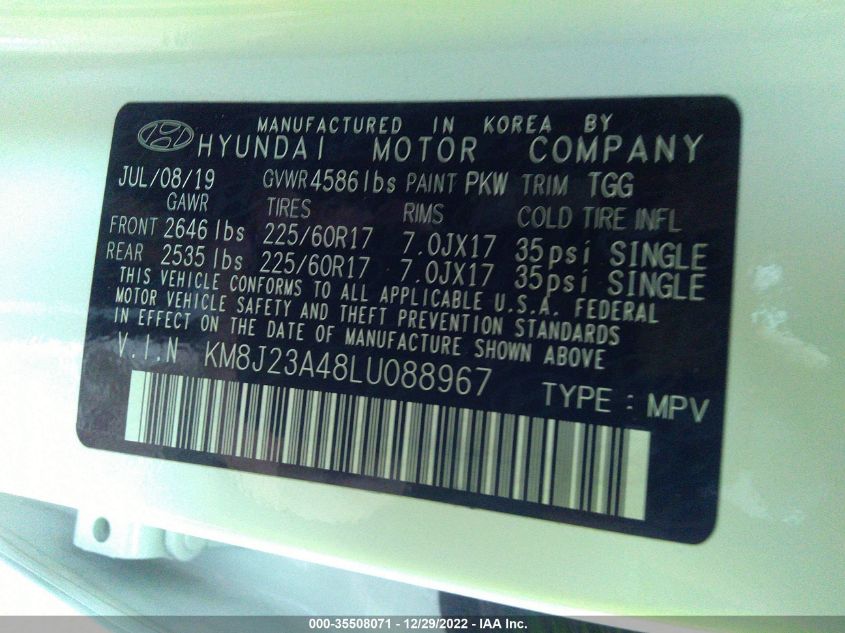 MANUFACTURED IN KOREA BY
HYUNDAI MOTOR COMPANY
JUL/08/19 GVWR 4586 lbs PAINT PKW TRIM TGG
GAWR TIRES RIMS COLD TIRE INFL
FRONT 2646 lbs 225/60R17 7.0JX17 35psi SINGLE
REAR 2535 lbs 225/60R17 7.0JX17 35psi SINGLE
THIS VEHICLE CONFORMS TO ALL APPLICABLE U.S.A. FEDERAL
MOTOR VEHICLE SAFETY AND THEFT PREVENTION STANDARDS
IN EFFECT ON THE DATE OF MANUFACTURE SHOWN ABOVE
V.I.N KM8J23A48LU088967 TYPE : MPV
000-35508071 - 12/29/2022 - IAA Inc.